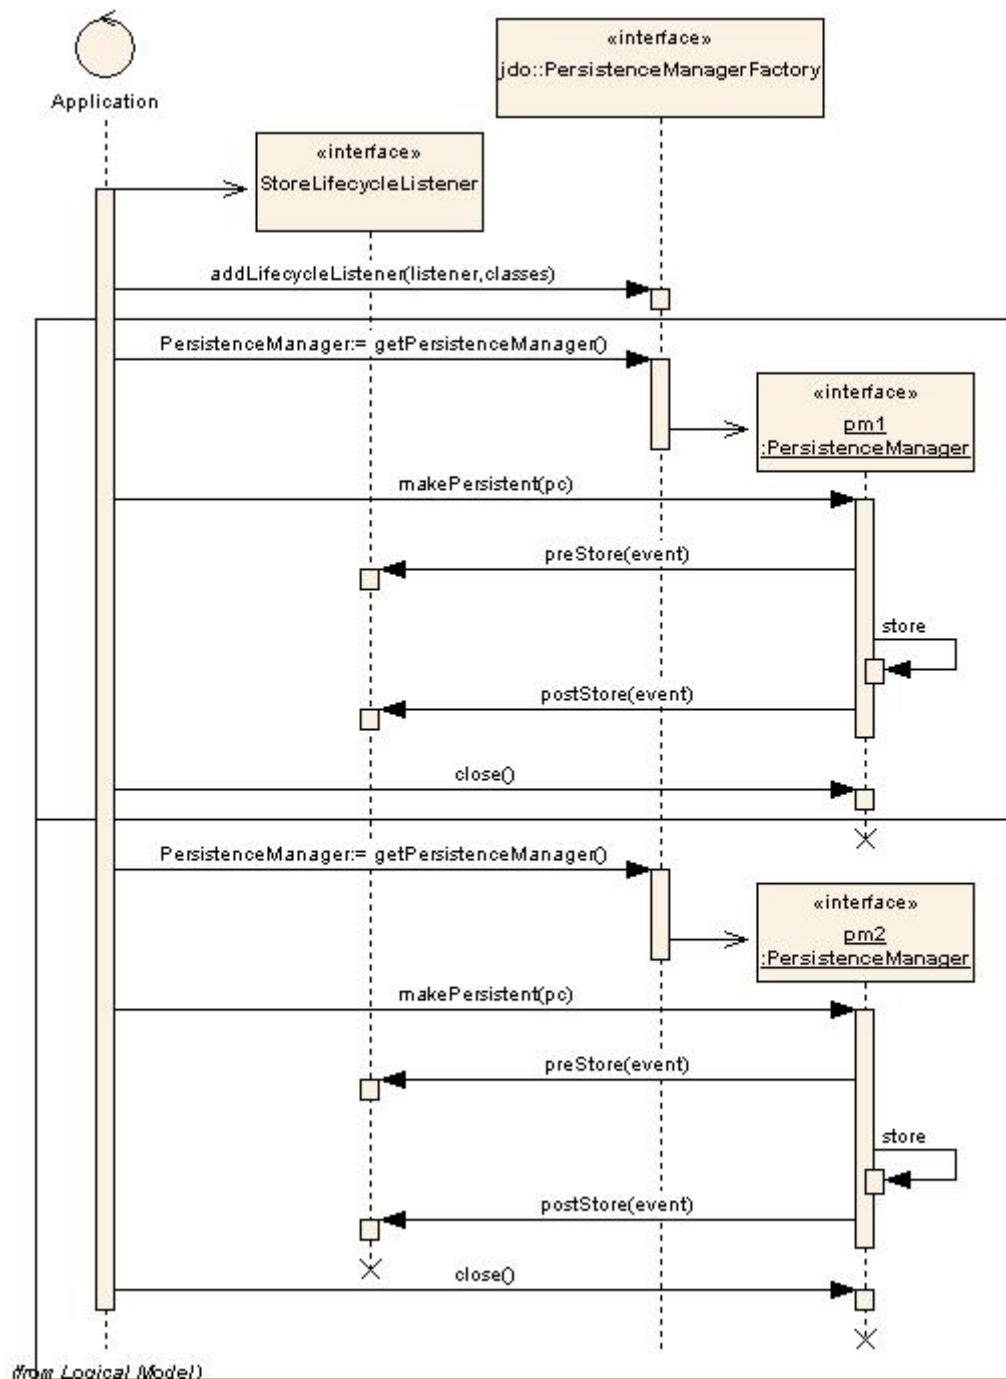 «interface»
jdo::PersistenceManagerFactory
Application
«interface»
StoreLifecycleListener
addLifecycleListener(listener,classes)
PersistenceManager:= getPersistenceManager()
«interface»
pm1
:PersistenceManager
makePersistent(pc)
preStore(event)
store
postStore(event)
close()
PersistenceManager:= getPersistenceManager()
«interface»
pm2
:PersistenceManager
makePersistent(pc)
preStore(event)
store
postStore(event)
close()
(from Logical Model)